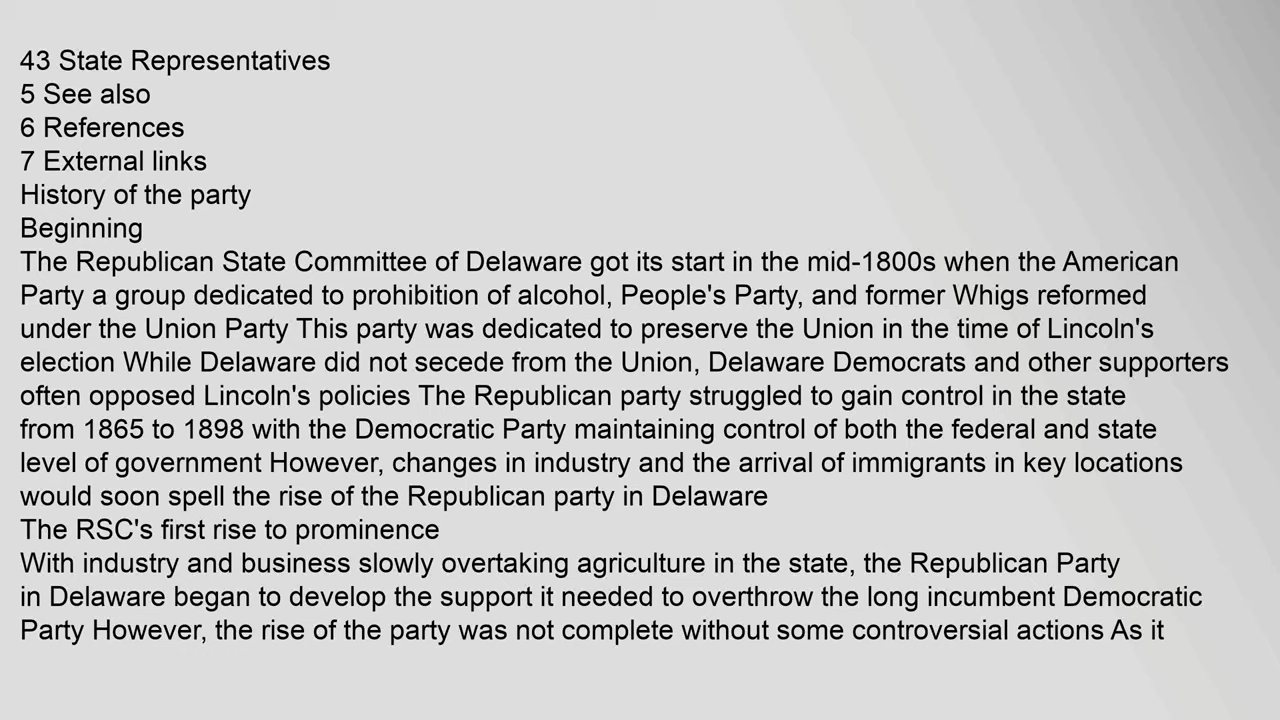 43 State Representatives
5 See also
6 References
7 External links
History of the party
Beginning
The Republican State Committee of Delaware got its start in the mid-1800s when the American
Party a group dedicated to prohibition of alcohol, People's Party, and former Whigs reformed
under the Union Party This party was dedicated to preserve the Union in the time of Lincoln's
election While Delaware did not secede from the Union, Delaware Democrats and other supporters
often opposed Lincoln's policies The Republican party struggled to gain control in the state
from 1865 to 1898 with the Democratic Party maintaining control of both the federal and state
level of government However, changes in industry and the arrival of immigrants in key locations
would soon spell the rise of the Republican party in Delaware
The RSC's first rise to prominence
With industry and business slowly overtaking agriculture in the state, the Republican Party
in Delaware began to develop the support it needed to overthrow the long incumbent Democratic
Party However, the rise of the party was not complete without some controversial actions As it